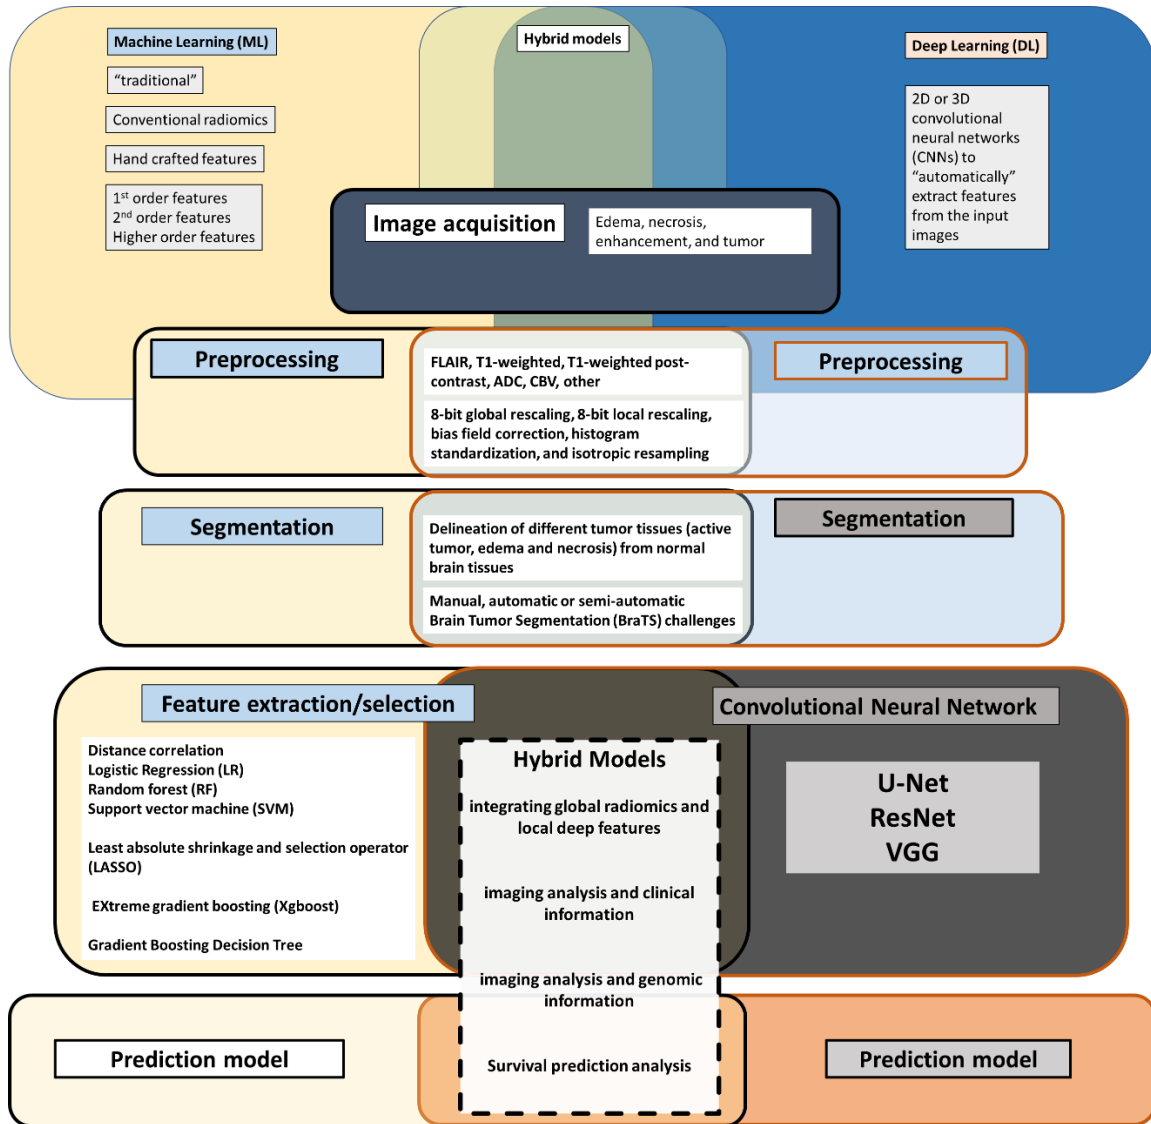 Machine Learning (ML)
"traditional"
Conventional radiomics
Hand crafted features
1st order features
2nd order features
Higher order features
Hybrid models
Deep Learning (DL)
2D or 3D
convolutional
neural networks
(CNNs) to
"automatically"
extract features
from the input
images
Image acquisition
Edema, necrosis,
enhancement, and tumor
Preprocessing
FLAIR, T1-weighted, T1-weighted post-
contrast, ADC, CBV, other
8-bit global rescaling, 8-bit local rescaling,
bias field correction, histogram
standardization, and isotropic resampling
Preprocessing
Segmentation
Delineation of different tumor tissues (active
tumor, edema and necrosis) from normal
brain tissues
Manual, automatic or semi-automatic
Brain Tumor Segmentation (BraTS) challenges
Segmentation
Feature extraction/selection
Distance correlation
Logistic Regression (LR)
Random forest (RF)
Support vector machine (SVM)
Least absolute shrinkage and selection operator
(LASSO)
EXtreme gradient boosting (Xgboost)
Gradient Boosting Decision Tree
Hybrid Models
integrating global radiomics and
local deep features
imaging analysis and clinical
information
imaging analysis and genomic
information
Survival prediction analysis
Convolutional Neural Network
U-Net
ResNet
VGG
Prediction model
Prediction model